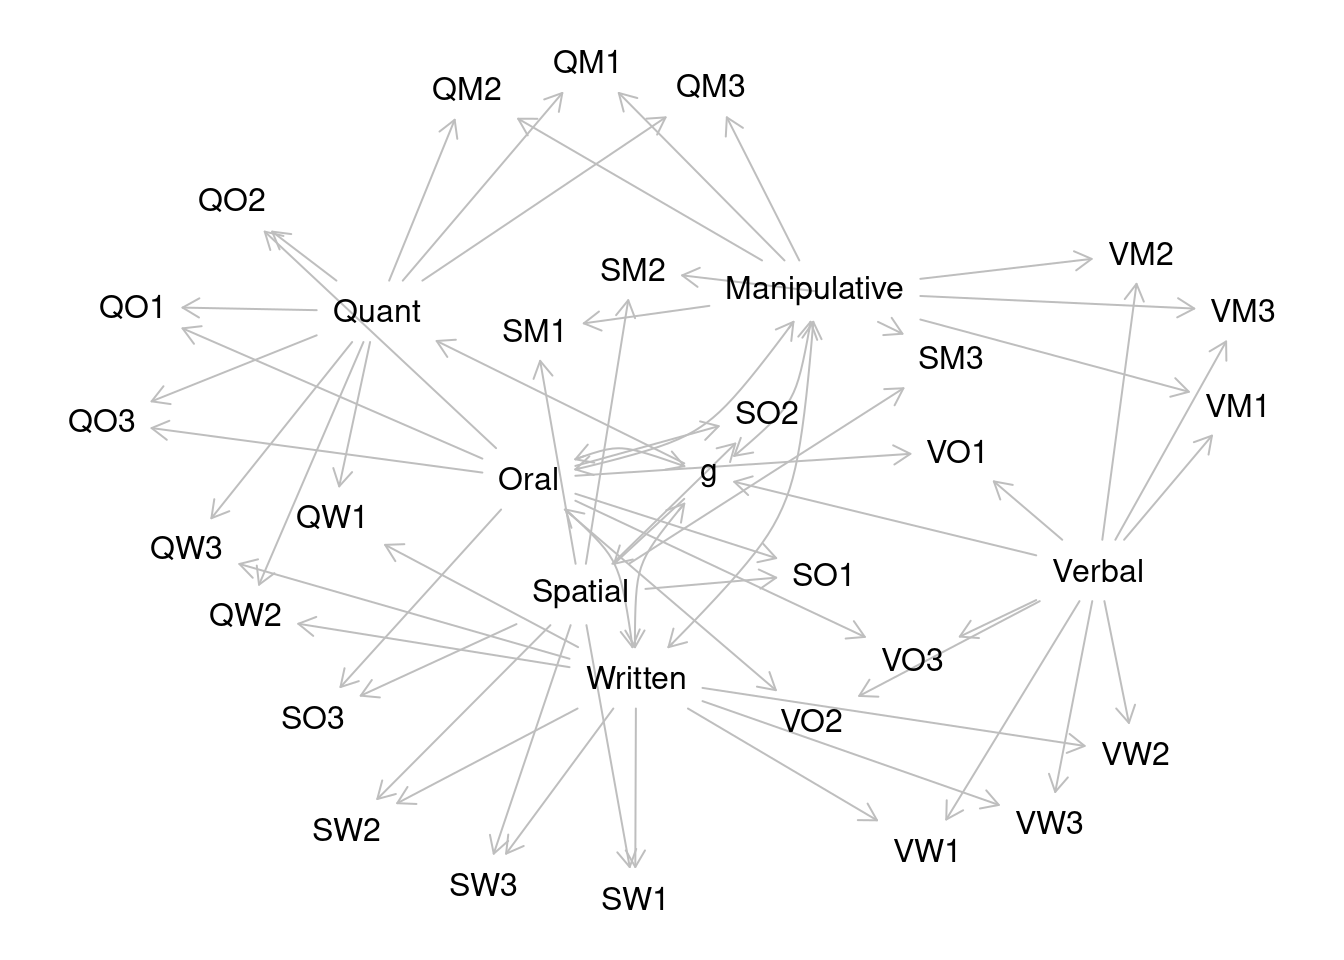 QM1
QM3
QM2
QO2
VM2
SM2
Manipulative
QO1
Quant
VM3
SM1
SM3
VM1
SO2
QO3
VO1
g
Oral
QW1
QW3
Verbal
SO1
Spatial
QW2
VO3
Written
SO3
VO2
VW2
VW3
SW2
VW1
SW3
SW1